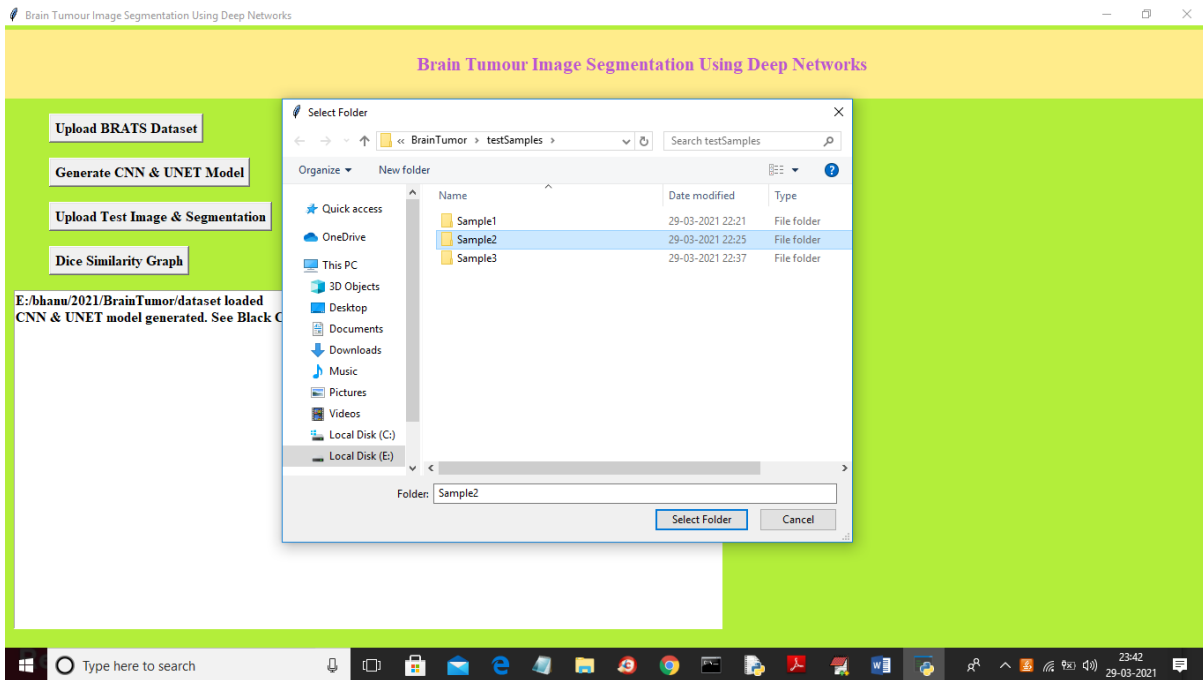 Brain Tumour Image Segmentation Using Deep Networks
Brain Tumour Image Segmentation Using Deep Networks
Upload BRATS Dataset
Generate CNN & UNET Model
Upload Test Image & Segmentation
Dice Similarity Graph
E:/bhanu/2021/BrainTumor/dataset loaded
CNN & UNET model generated. See Black C
Select Folder
« BrainTumor › testSamples ›
Search testSamples
Organize
New folder
Quick access
OneDrive
This PC
3D Objects
Desktop
Documents
Downloads
Music
Pictures
Videos
Local Disk (C:)
Local Disk (E:)
Name Date modified Type
Sample1 29-03-2021 22:21 File folder
Sample2 29-03-2021 22:25 File folder
Sample3 29-03-2021 22:37 File folder
Folder: Sample2
Select Folder Cancel
Type here to search
23:42
29-03-2021